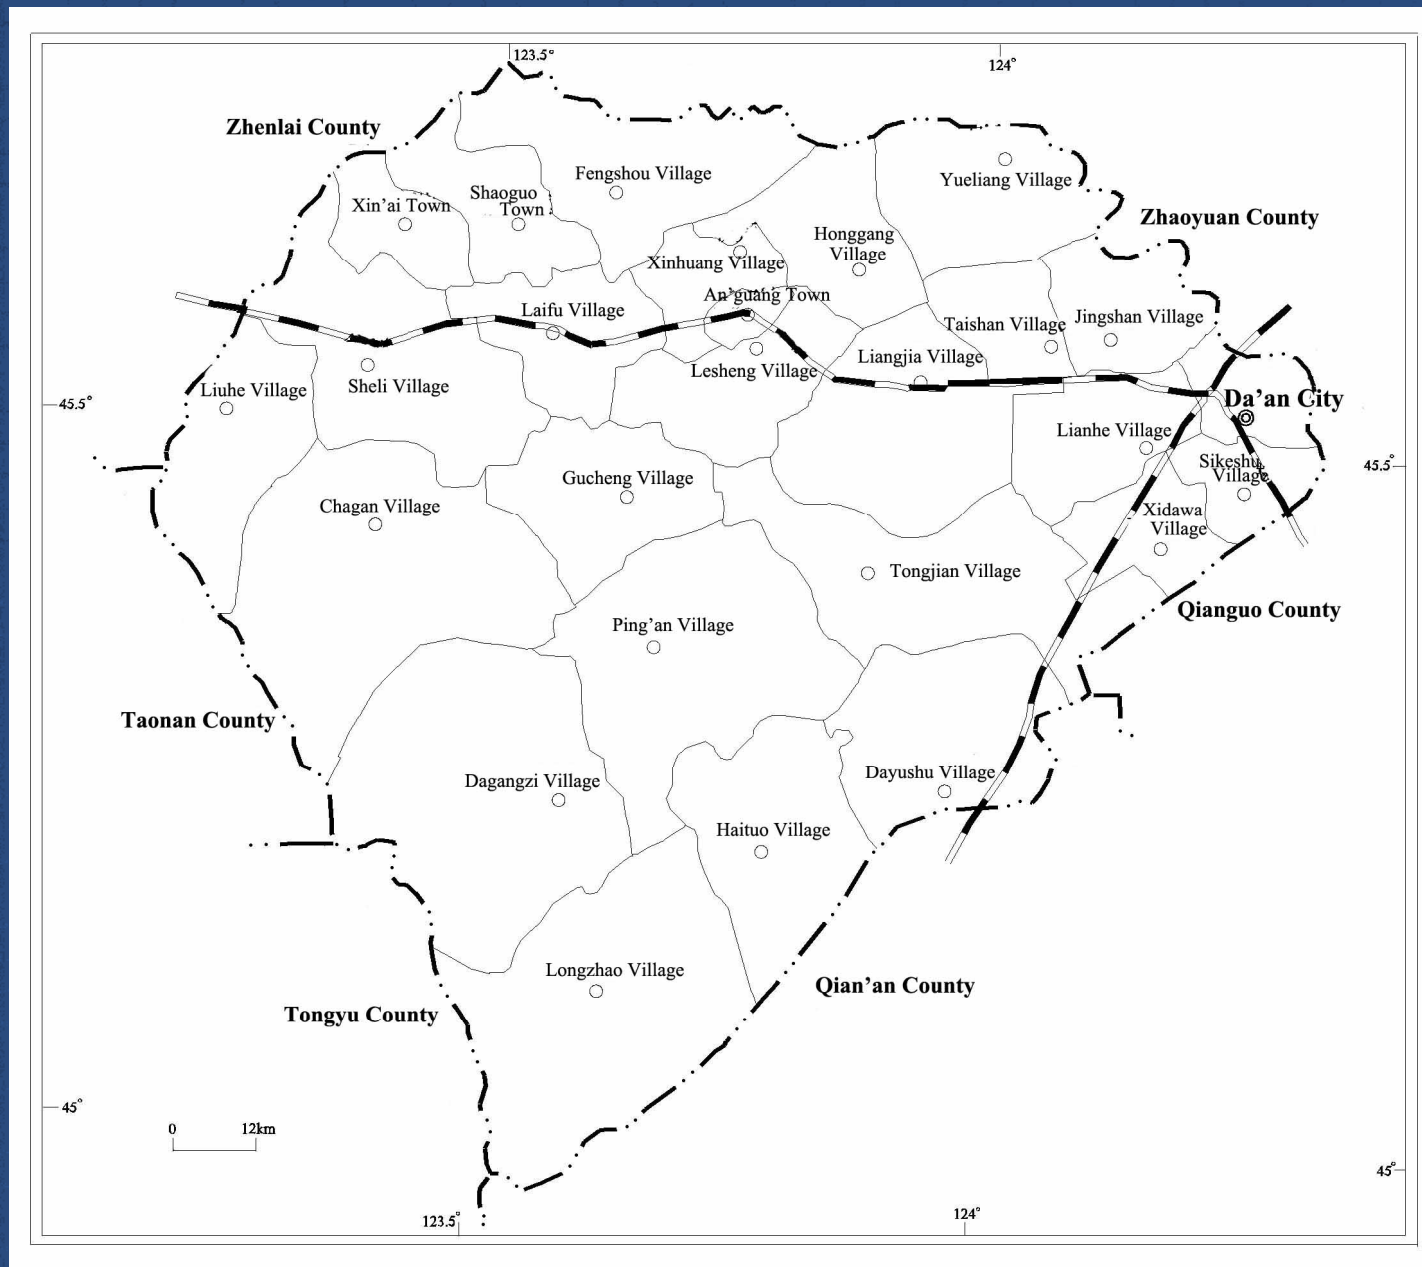 123.5°
124°
Zhenlai County
Fengshou Village
Yueliang Village
Shaoguo
Town
Xin'ai Town
Zhaoyuan County
Honggang
Village
Xinhuang Village
An'guang Town
Laifu Village
Taishan Village
Jingshan Village
Liangjia Village
Lesheng Village
Sheli Village
Liuhe Village
45.5°
Da'an City
Lianhe Village
Sikeshu
Village
45.5°
Gucheng Village
Chagan Village
Xidawa
Village
Tongjian Village
Qianguo County
Ping'an Village
Taonan County
Dagangzi Village
Dayushu Village
Haituo Village
Longzhao Village
Qian'an County
Tongyu County
45°
0 12km
45°
123.5°
124°